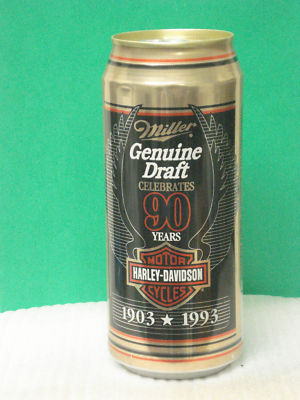 Miller
Genuine
Draft
CELEBRATES
90
YEARS
MOTOR
HARLEY-DAVIDSON
CYCLES
1903 ★ 1993